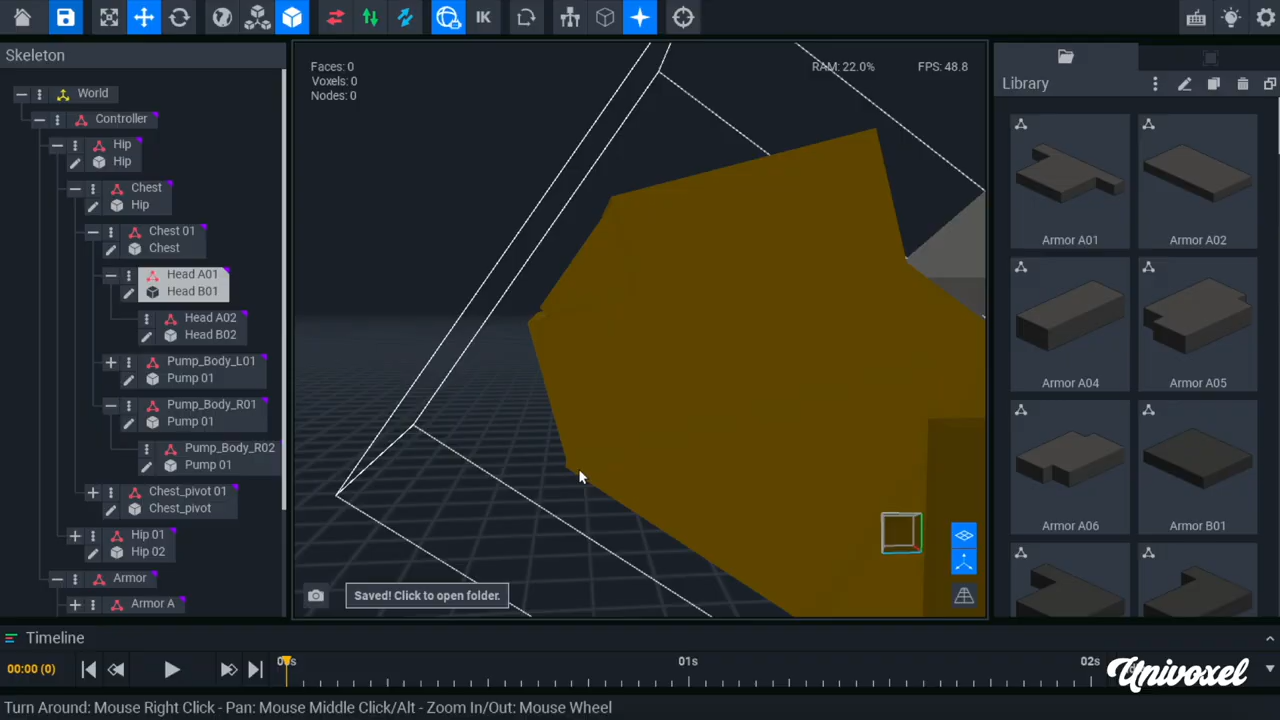 IK
Skeleton
World
Controller
Hip
Hip
Chest
Hip
Chest 01
Chest
Head A01
Head B01
Head A02
Head B02
Pump_Body_L01
Pump 01
Pump_Body_R01
Pump 01
Pump_Body_R02
Pump 01
Chest_pivot 01
Chest_pivot
Hip 01
Hip 02
Armor
Armor A
Faces: 0
Voxels: 0
Nodes: 0
RAM: 22.0%
FPS: 48.8
Saved! Click to open folder.
Library
Armor A01
Armor A02
Armor A04
Armor A05
Armor A06
Armor B01
Timeline
00:00 (0)
00s
01s
02s
Univoxel
Turn Around: Mouse Right Click - Pan: Mouse Middle Click/Alt - Zoom In/Out: Mouse Wheel